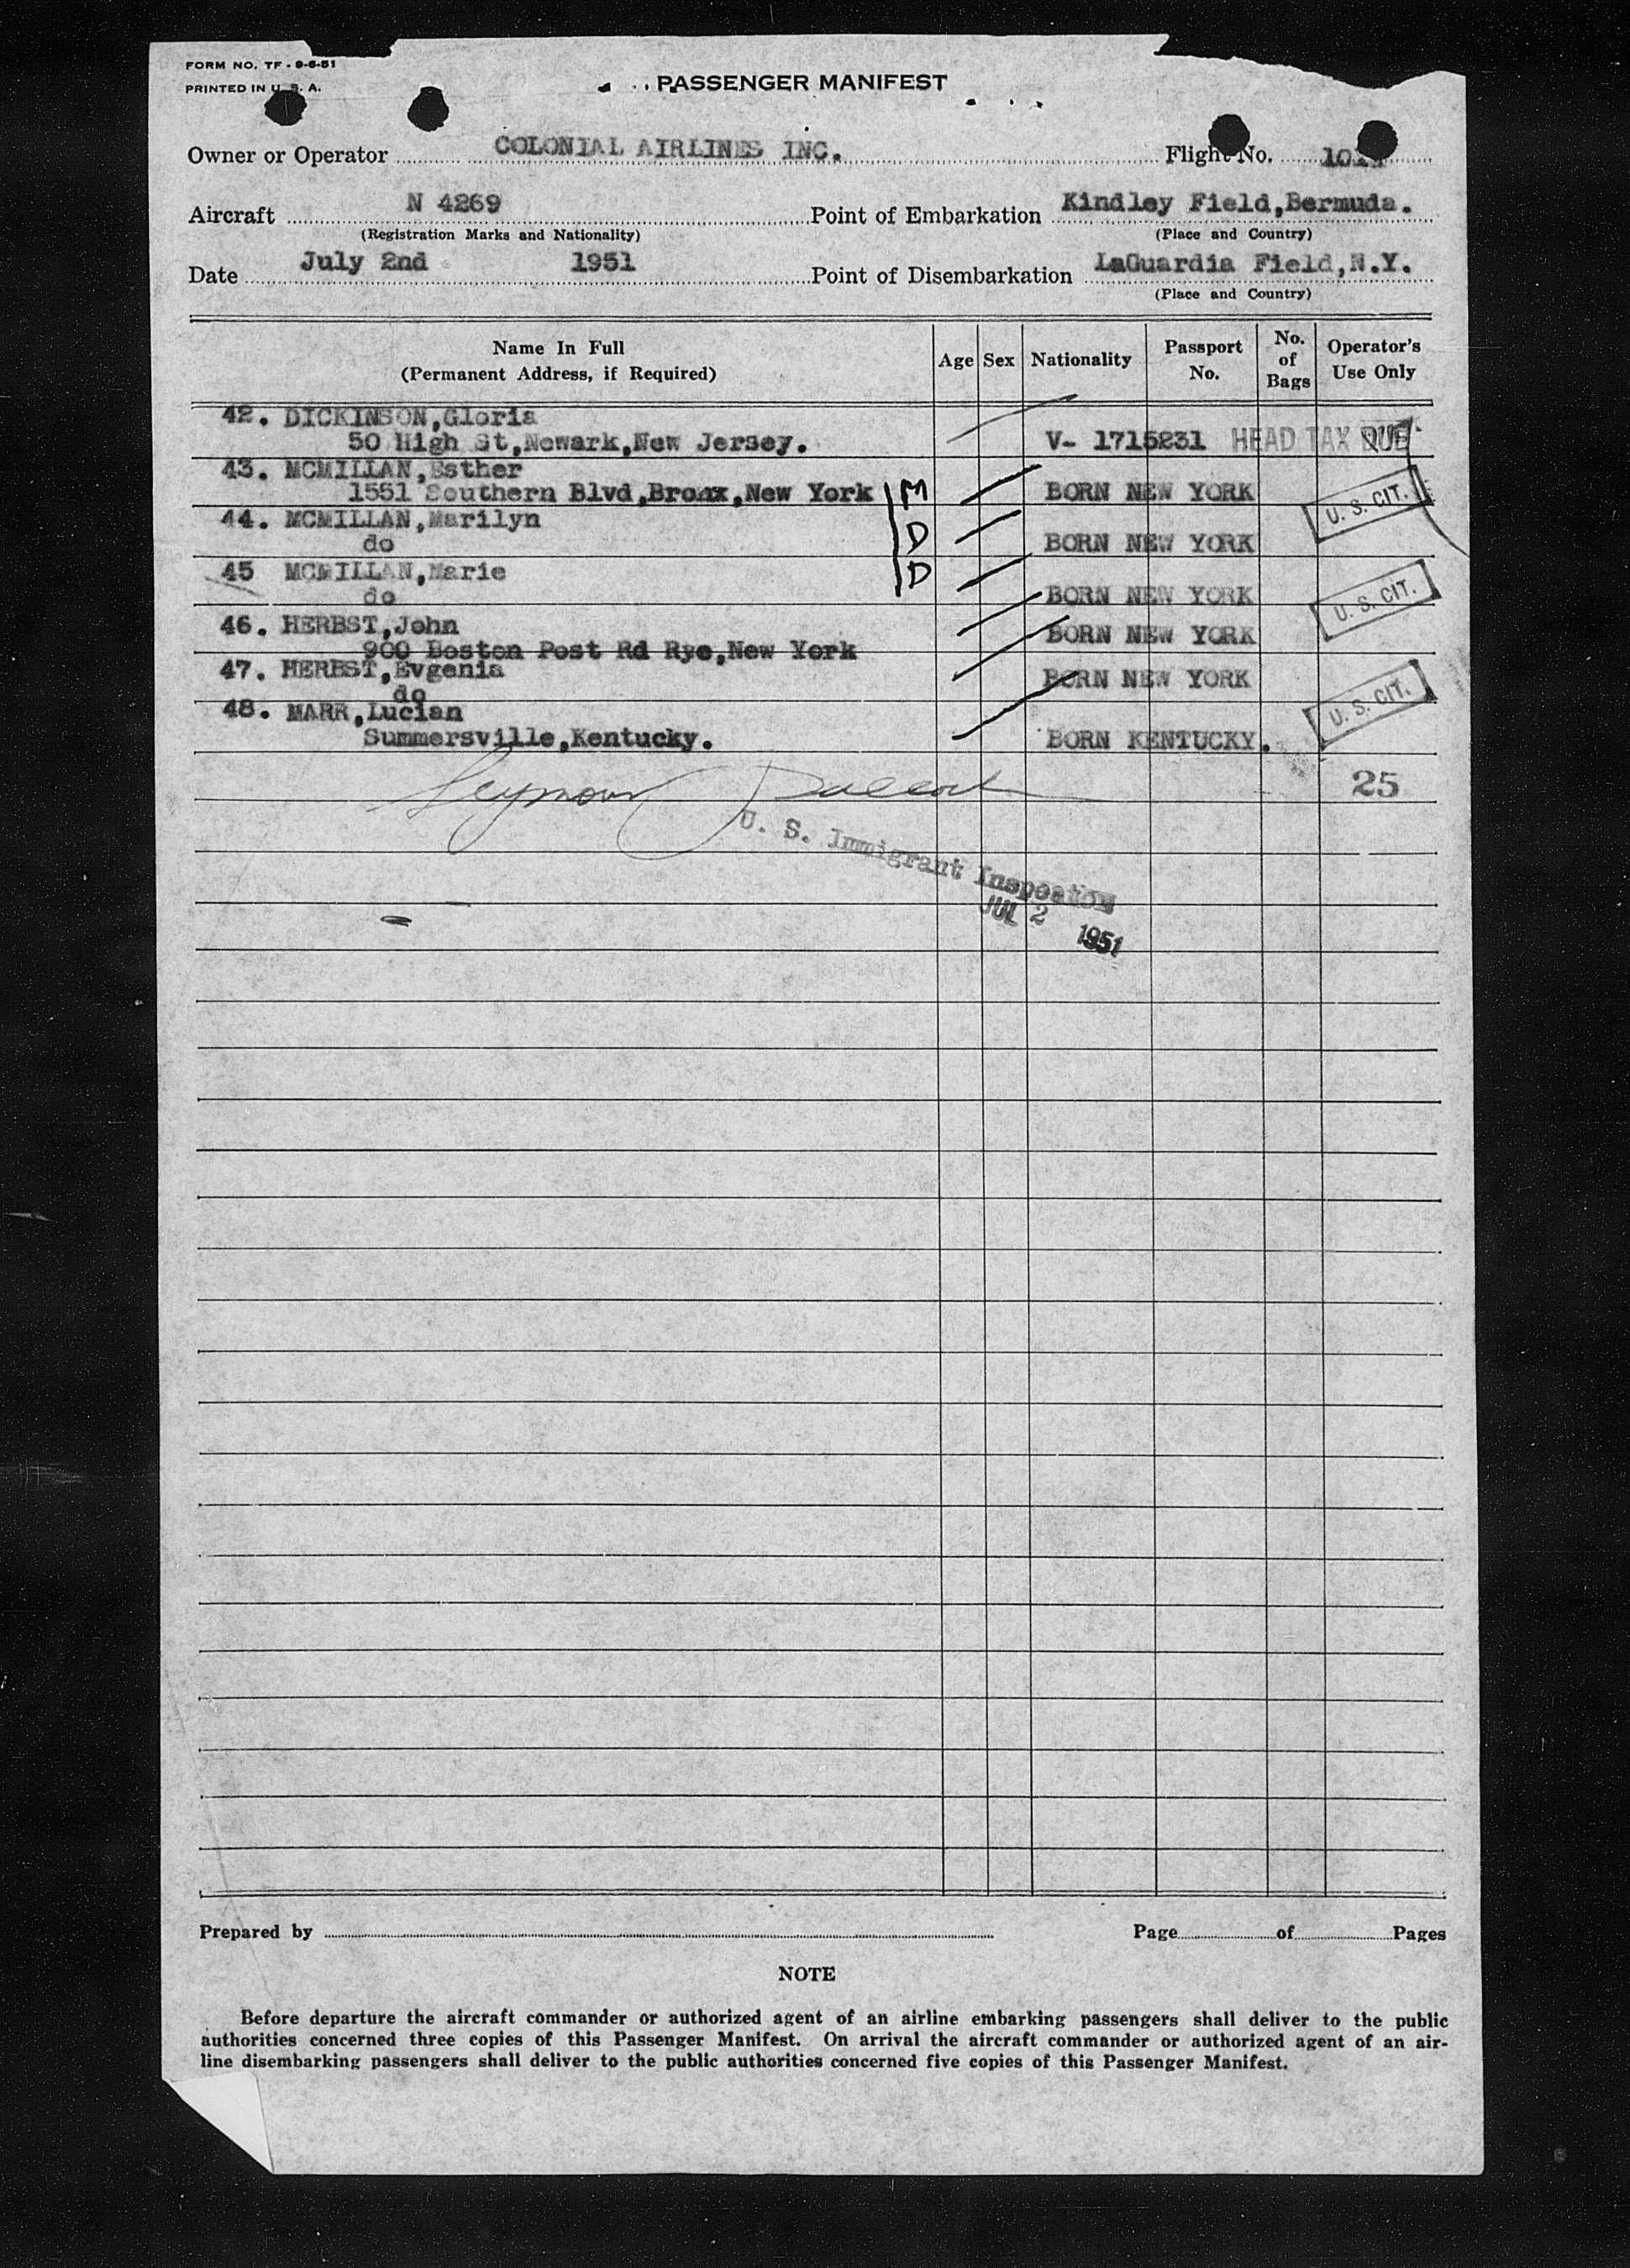 FORM NO. TF - 9-6-51
PRINTED IN U. S. A.
PASSENGER MANIFEST
Owner or Operator COLONIAL AIRLINES INC. Flight No.
Aircraft N 4269 Point of Embarkation Kindley Field,Bermuda.
(Registration Marks and Nationality) (Place and Country)
Date July 2nd 1951 Point of Disembarkation LaGuardia Field,N.Y.
(Place and Country)
Name In Full
(Permanent Address, if Required)
Age Sex Nationality Passport No. No. of Bags Operator's Use Only
42. DICKINSON,Gloria
50 High St,Newark,New Jersey. V- 1715231 HEAD TAX DUE
43. MCMILLAN,Esther
1551 Southern Blvd,Bronx,New York M BORN NEW YORK U. S. CIT.
44. MCMILLAN,Marilyn
do D BORN NEW YORK
45 MCMILLAN,Marie D
do BORN NEW YORK U. S. CIT.
46. HERBST,John BORN NEW YORK
900 Boston Post Rd Rye,New York
47. HERBST,Evgenia BORN NEW YORK
do
48. MARR,Lucian U. S. CIT.
Summersville,Kentucky. BORN KENTUCKY.
Seymour 25
U. S. Immigrant Inspector
JUL 2 1951
Prepared by Page of Pages
NOTE
Before departure the aircraft commander or authorized agent of an airline embarking passengers shall deliver to the public
authorities concerned three copies of this Passenger Manifest. On arrival the aircraft commander or authorized agent of an air-
line disembarking passengers shall deliver to the public authorities concerned five copies of this Passenger Manifest.